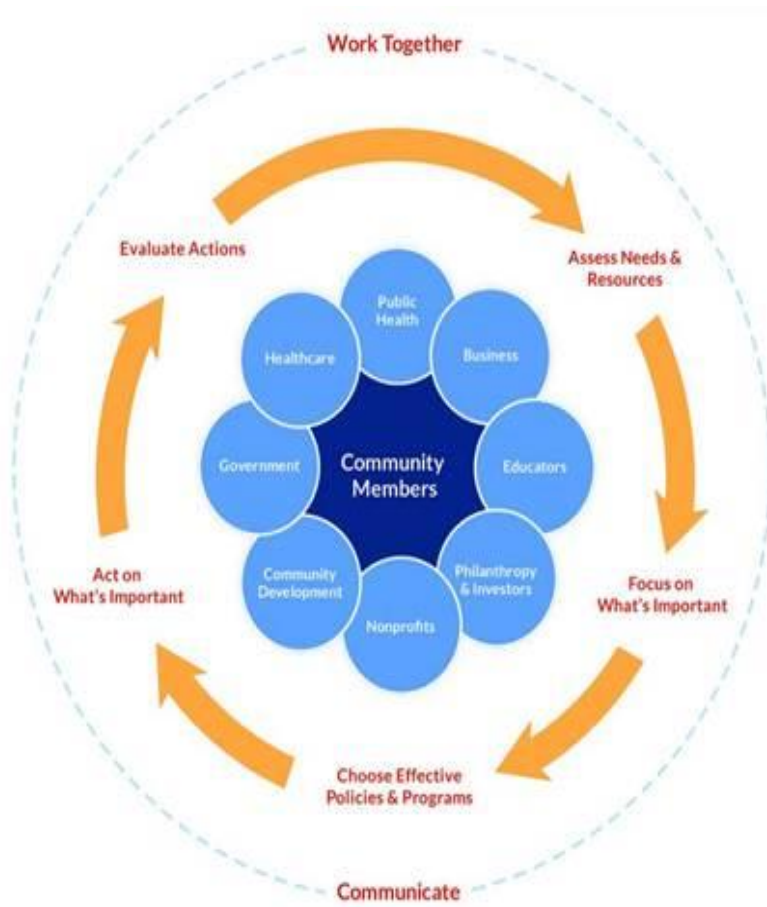 Work Together
Evaluate Actions
Assess Needs &
Resources
Public
Health
Healthcare
Business
Government
Community
Members
Educators
Act on
What's Important
Community
Development
Philanthropy
& Investors
Focus on
What's Important
Nonprofits
Choose Effective
Policies & Programs
Communicate